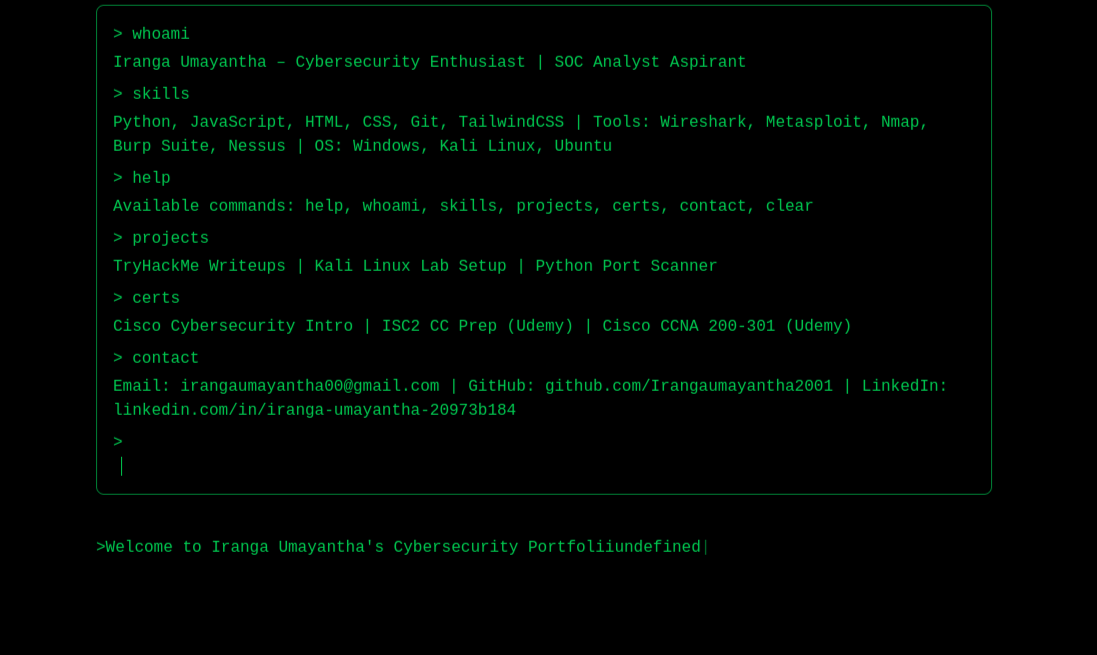 > whoami
Iranga Umayantha – Cybersecurity Enthusiast | SOC Analyst Aspirant
> skills
Python, JavaScript, HTML, CSS, Git, TailwindCSS | Tools: Wireshark, Metasploit, Nmap,
Burp Suite, Nessus | OS: Windows, Kali Linux, Ubuntu
> help
Available commands: help, whoami, skills, projects, certs, contact, clear
> projects
TryHackMe Writeups | Kali Linux Lab Setup | Python Port Scanner
> certs
Cisco Cybersecurity Intro | ISC2 CC Prep (Udemy) | Cisco CCNA 200-301 (Udemy)
> contact
Email: irangaumayantha00@gmail.com | GitHub: github.com/Irangaumayantha2001 | LinkedIn:
linkedin.com/in/iranga-umayantha-20973b184
>
>Welcome to Iranga Umayantha's Cybersecurity Portfoliiundefined|